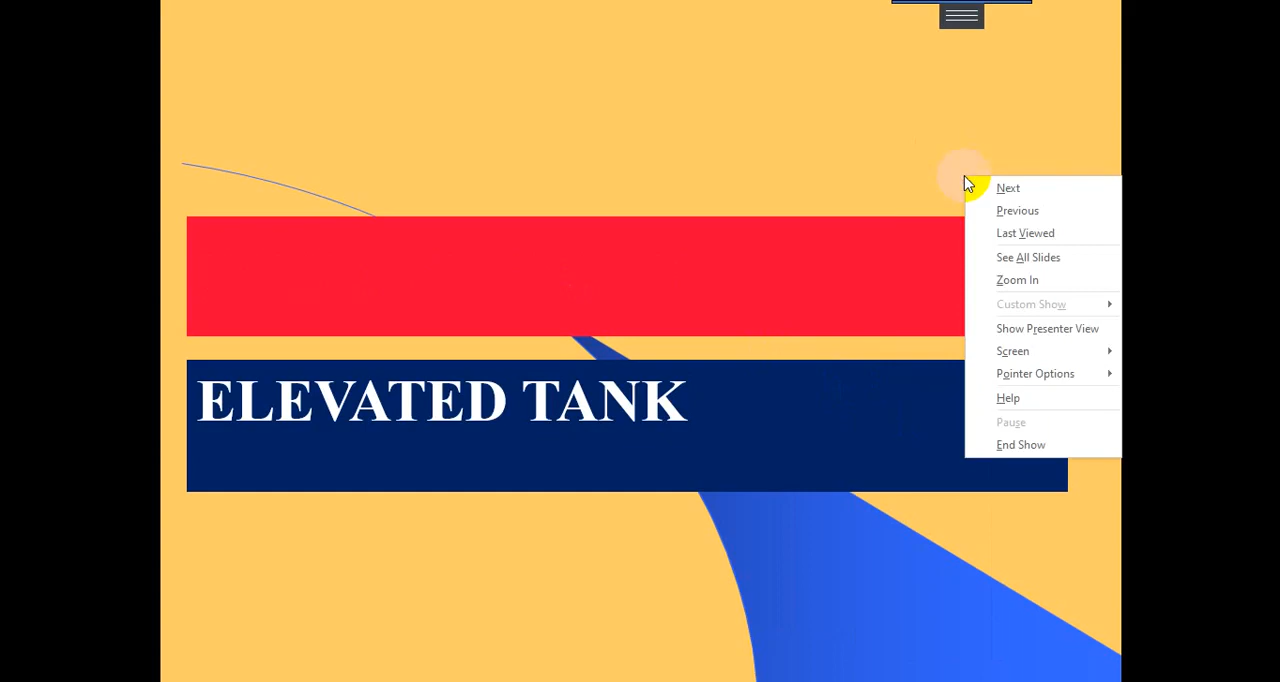 Next
Previous
Last Viewed
See All Slides
Zoom In
Custom Show
Show Presenter View
Screen
Pointer Options
Help
Pause
End Show
ELEVATED TANK